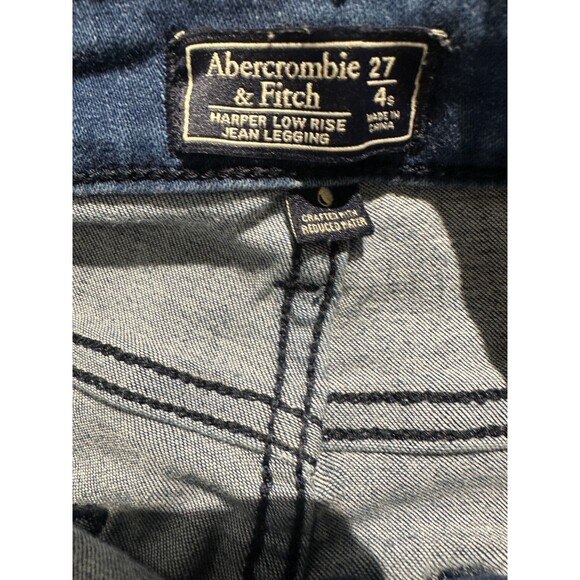 Abercrombie
& Fitch
HARPER LOW RISE
JEAN LEGGING
27
4s
MADE IN
CHINA
CRAFTED WITH
REDUCED WATER